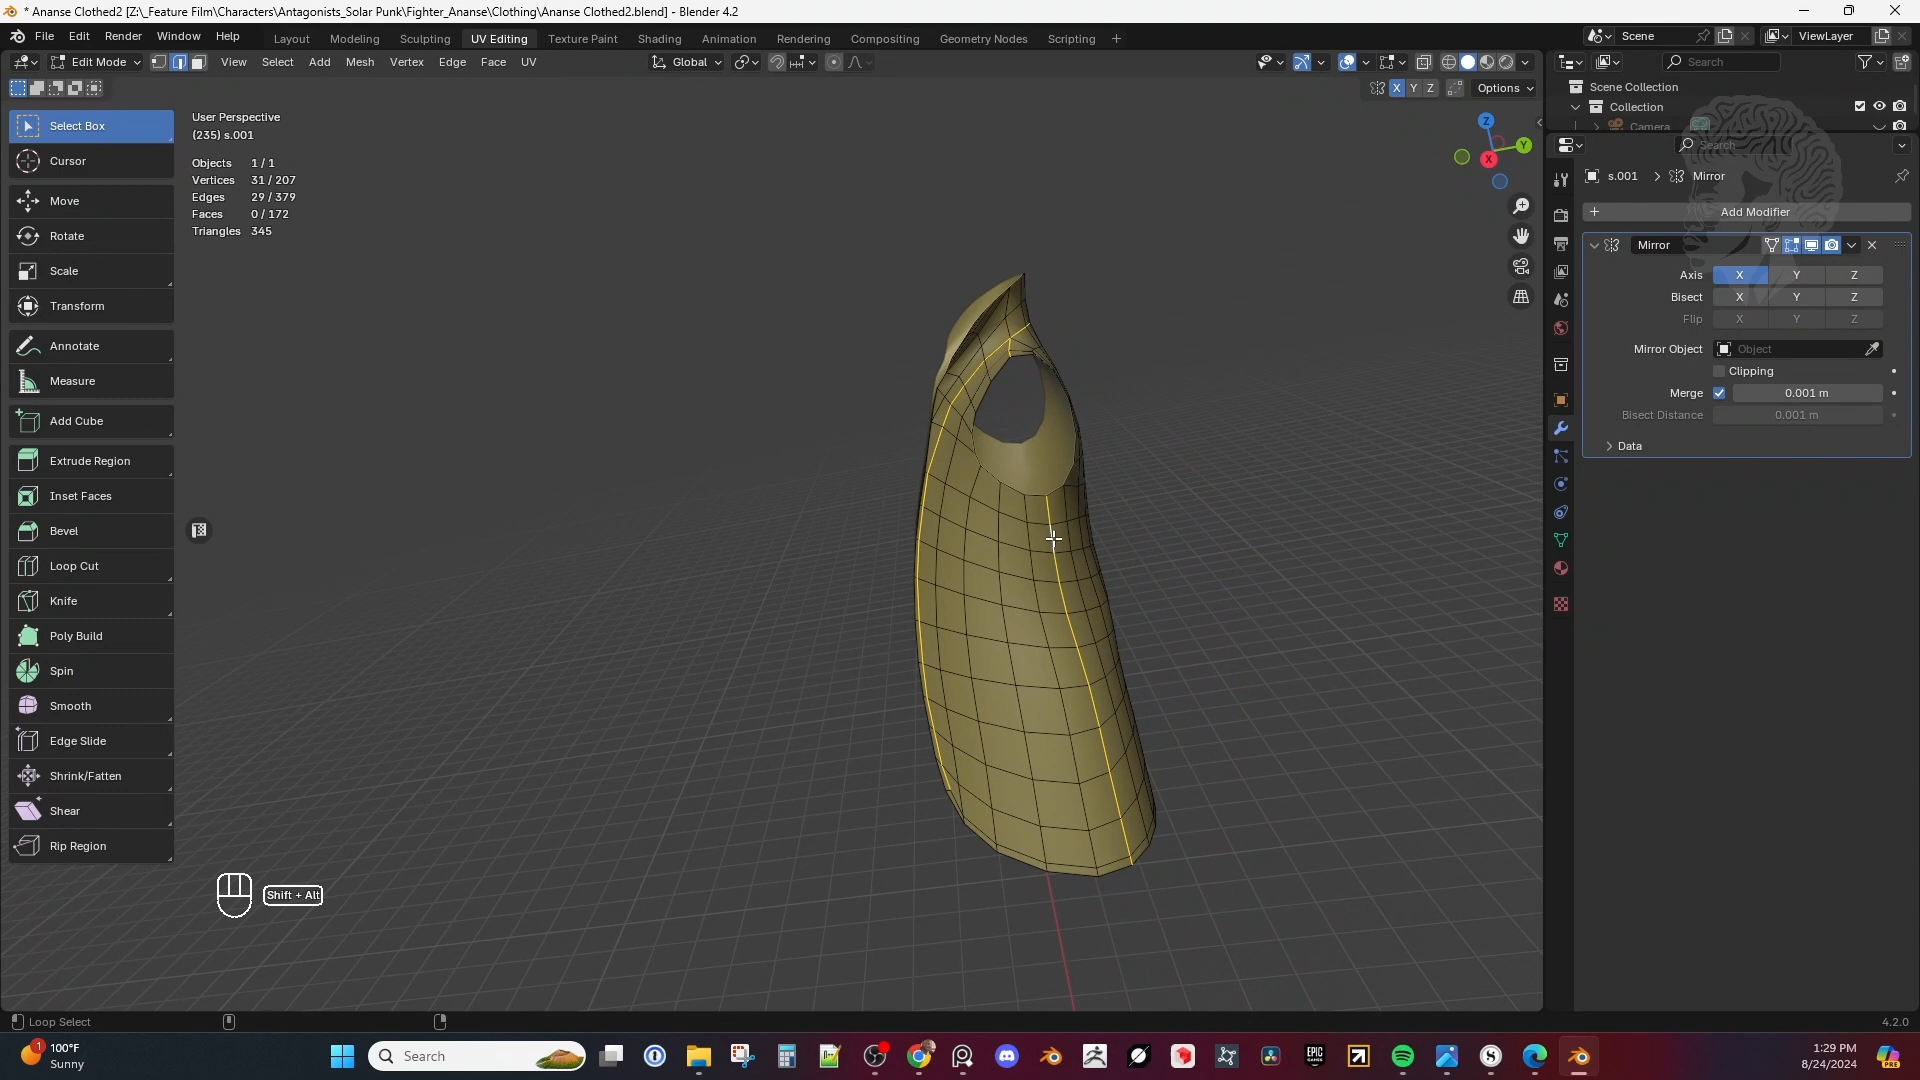 * Ananse Clothed2 [Z:\_Feature Film\Characters\Antagonists_Solar Punk\Fighter_Ananse\Clothing\Ananse Clothed2.blend] - Blender 4.2
File Edit Render Window Help Layout Modeling Sculpting UV Editing Texture Paint Shading Animation Rendering Compositing Geometry Nodes Scripting + Scene ViewLayer
Edit Mode View Select Add Mesh Vertex Edge Face UV Global Search
X Y Z Options
Scene Collection
Collection
Camera
Select Box
Cursor
Move
Rotate
Scale
Transform
Annotate
Measure
Add Cube
Extrude Region
Inset Faces
Bevel
Loop Cut
Knife
Poly Build
Spin
Smooth
Edge Slide
Shrink/Fatten
Shear
Rip Region
User Perspective
(235) s.001
Objects 1 / 1
Vertices 31 / 207
Edges 29 / 379
Faces 0 / 172
Triangles 345
Z
Y
X
Shift + Alt
Search
s.001 > Mirror
+ Add Modifier
Mirror
Axis X Y Z
Bisect X Y Z
Flip X Y Z
Mirror Object Object
Clipping
Merge 0.001 m
Bisect Distance 0.001 m
Data
Loop Select 4.2.0
1
100°F
Sunny
Search
EPIC GAMES
1:29 PM
8/24/2024
PRE